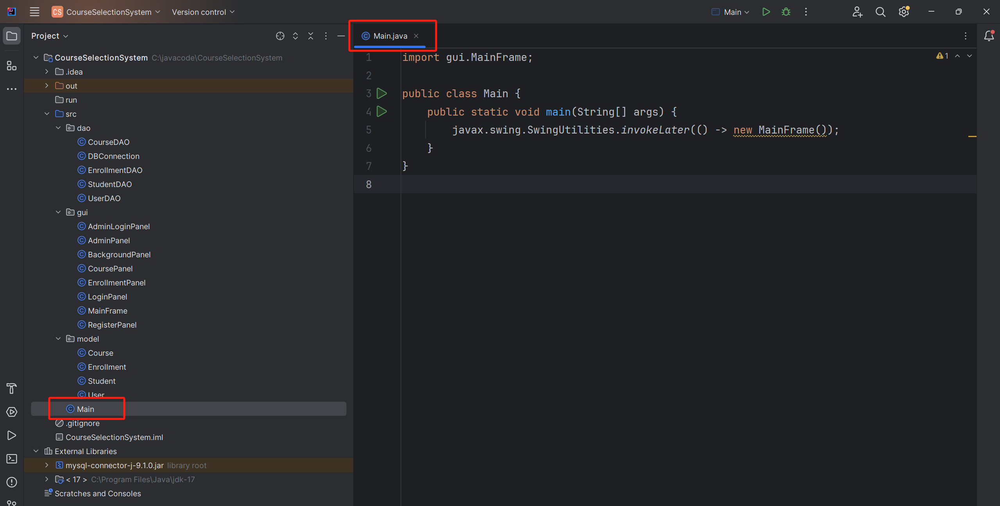 CS CourseSelectionSystem Version control Main
Project
Main.java
CourseSelectionSystem C:\javacode\CourseSelectionSystem
.idea
out
run
src
dao
CourseDAO
DBConnection
EnrollmentDAO
StudentDAO
UserDAO
gui
AdminLoginPanel
AdminPanel
BackgroundPanel
CoursePanel
EnrollmentPanel
LoginPanel
MainFrame
RegisterPanel
model
Course
Enrollment
Student
User
Main
.gitignore
CourseSelectionSystem.iml
External Libraries
mysql-connector-j-9.1.0.jar library root
< 17 > C:\Program Files\Java\jdk-17
Scratches and Consoles
1 import gui.MainFrame;
2
3 public class Main {
4 public static void main(String[] args) {
5 javax.swing.SwingUtilities.invokeLater(() -> new MainFrame());
6 }
7 }
8
1